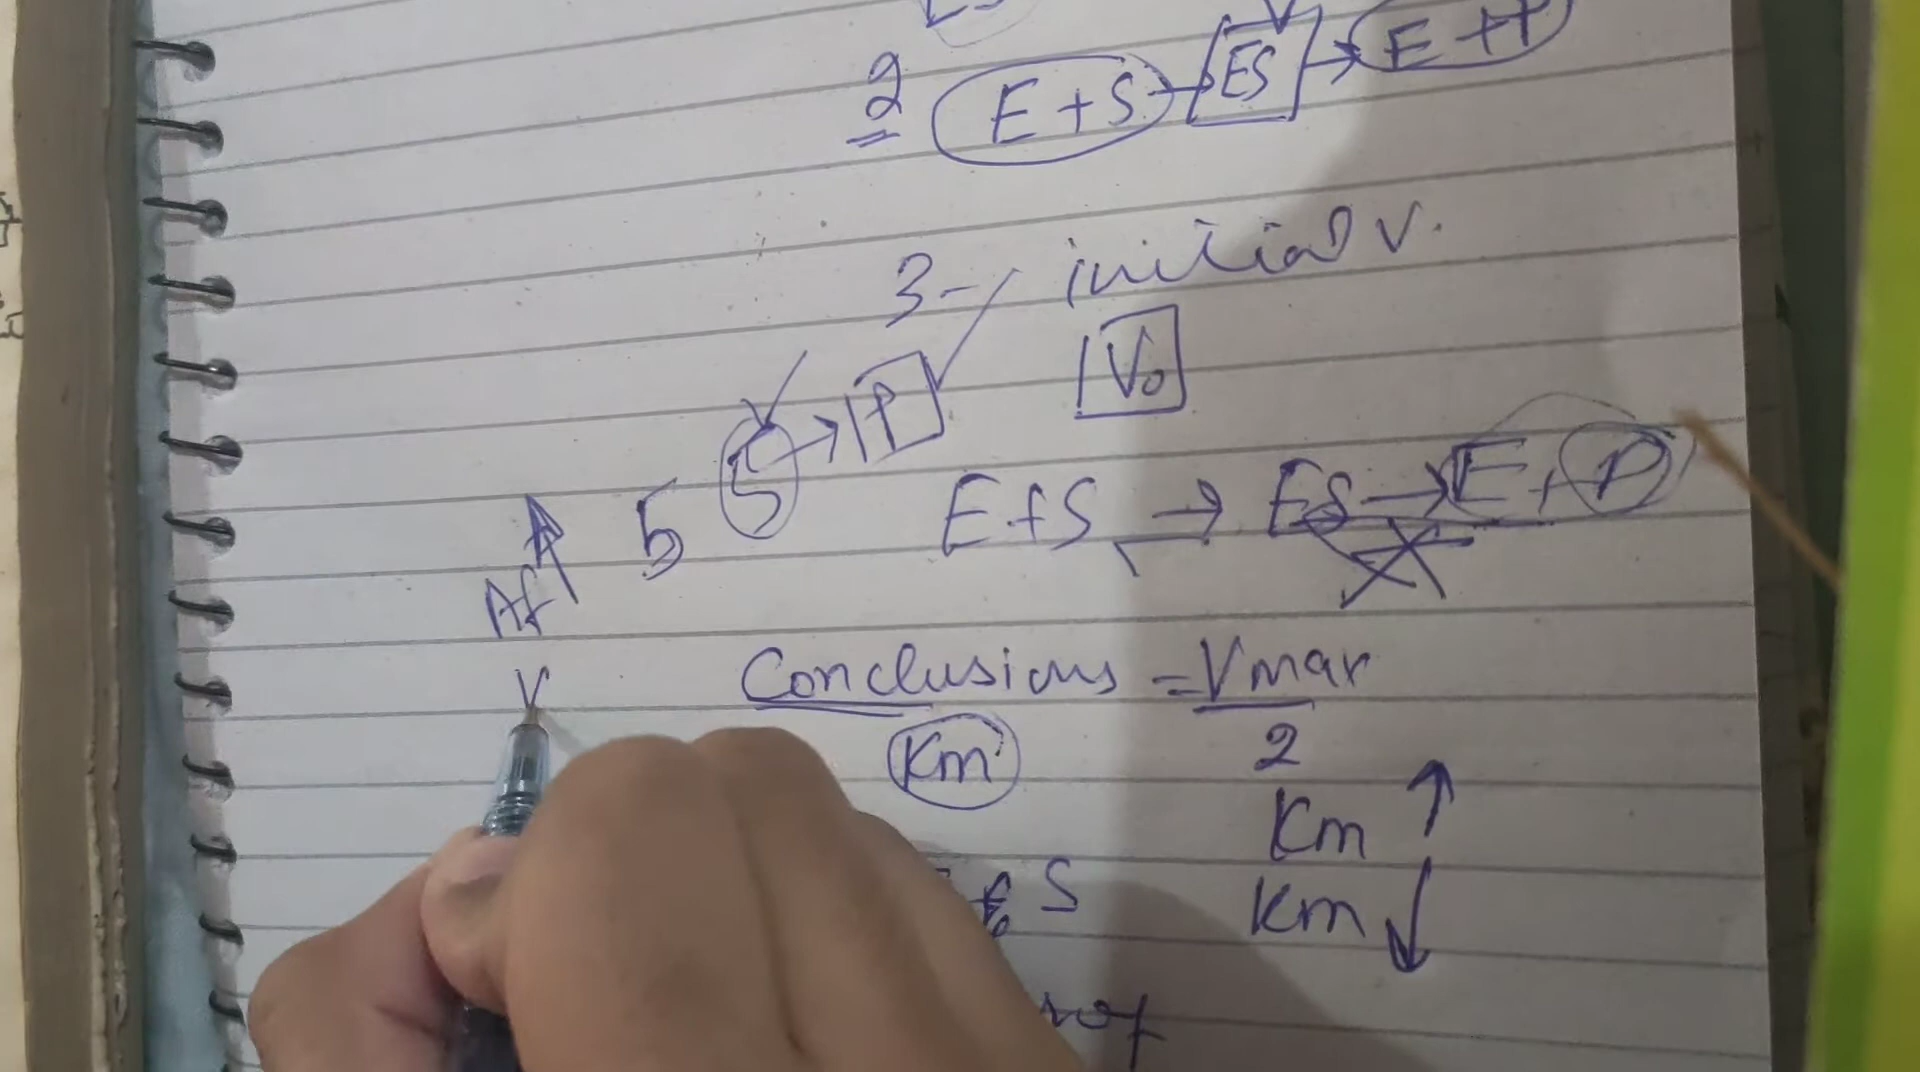 2 E+S → ES → E+P
3- initial V.
V₀
5 S → P
E+S → ES → E+P
Af
V
Conclusions = Vmax
Km 2
Km ↑
S Km ↓